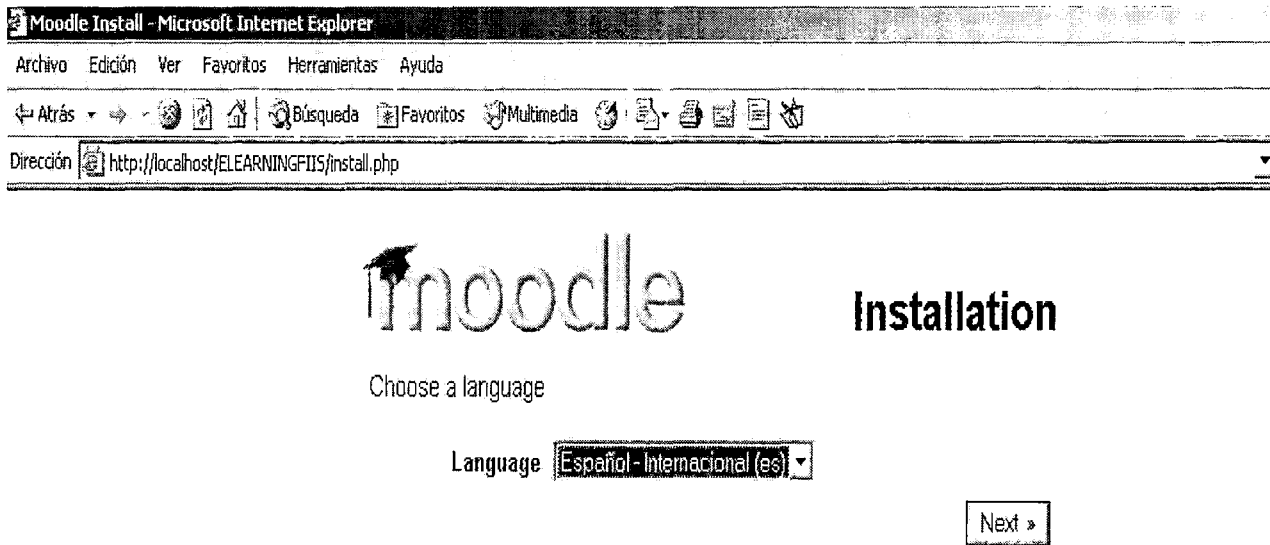 Moodle Install - Microsoft Internet Explorer
Archivo Edición Ver Favoritos Herramientas Ayuda
Atrás Búsqueda Favoritos Multimedia
Dirección http://localhost/ELEARNINGFIIS/install.php
moodle
Installation
Choose a language
Language Español - Internacional (es)
Next »